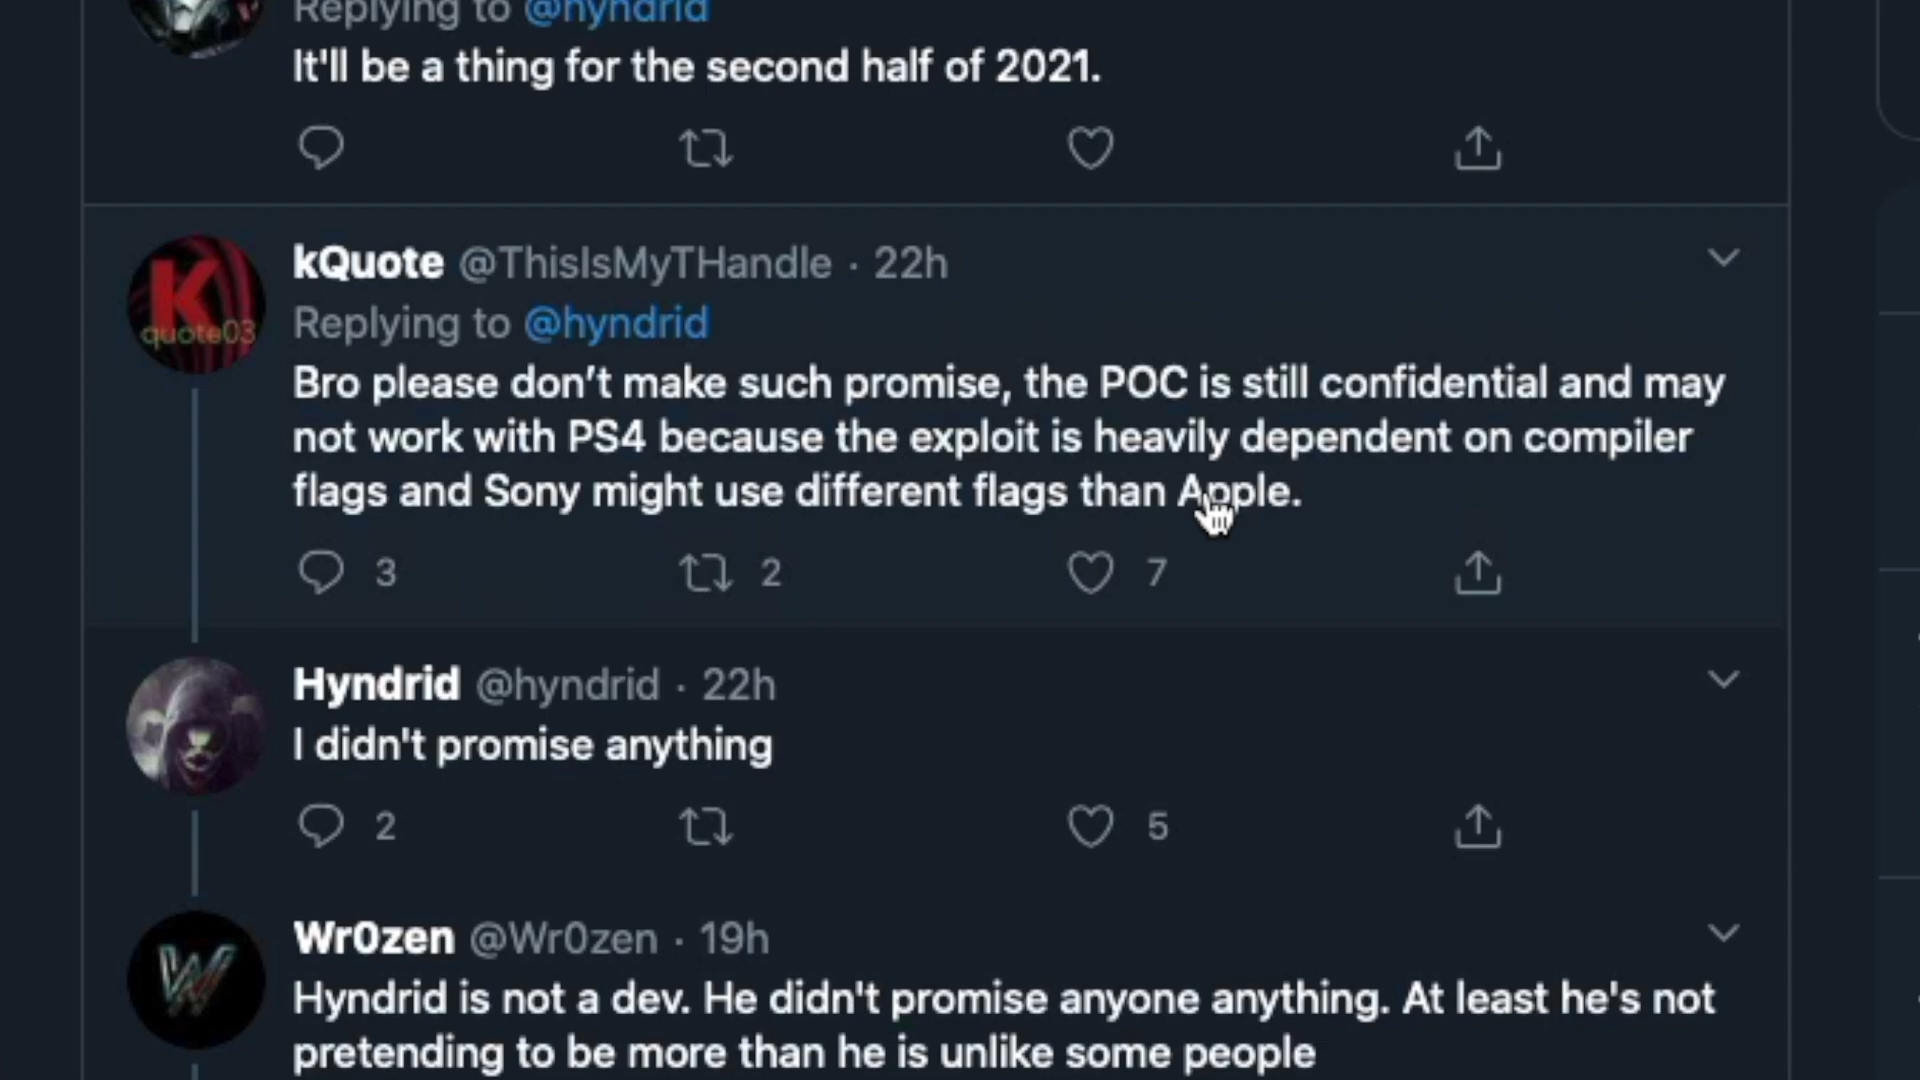 Replying to @hyndrid
It'll be a thing for the second half of 2021.
kQuote @ThisIsMyTHandle · 22h
K
quote03
Replying to @hyndrid
Bro please don’t make such promise, the POC is still confidential and may
not work with PS4 because the exploit is heavily dependent on compiler
flags and Sony might use different flags than Apple.
3 2 7
Hyndrid @hyndrid · 22h
I didn't promise anything
2 5
Wr0zen @Wr0zen · 19h
W
Hyndrid is not a dev. He didn't promise anyone anything. At least he's not
pretending to be more than he is unlike some people